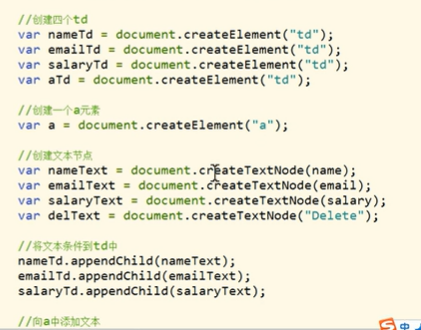 //创建四个td
var nameTd = document.createElement("td");
var emailTd = document.createElement("td");
var salaryTd = document.createElement("td");
var aTd = document.createElement("td");
//创建一个a元素
var a = document.createElement("a");
//创建文本节点
var nameText = document.createTextNode(name);
var emailText = document.createTextNode(email);
var salaryText = document.createTextNode(salary);
var delText = document.createTextNode("Delete");
//将文本条件到td中
nameTd.appendChild(nameText);
emailTd.appendChild(emailText);
salaryTd.appendChild(salaryText);
//向a中添加文本
中